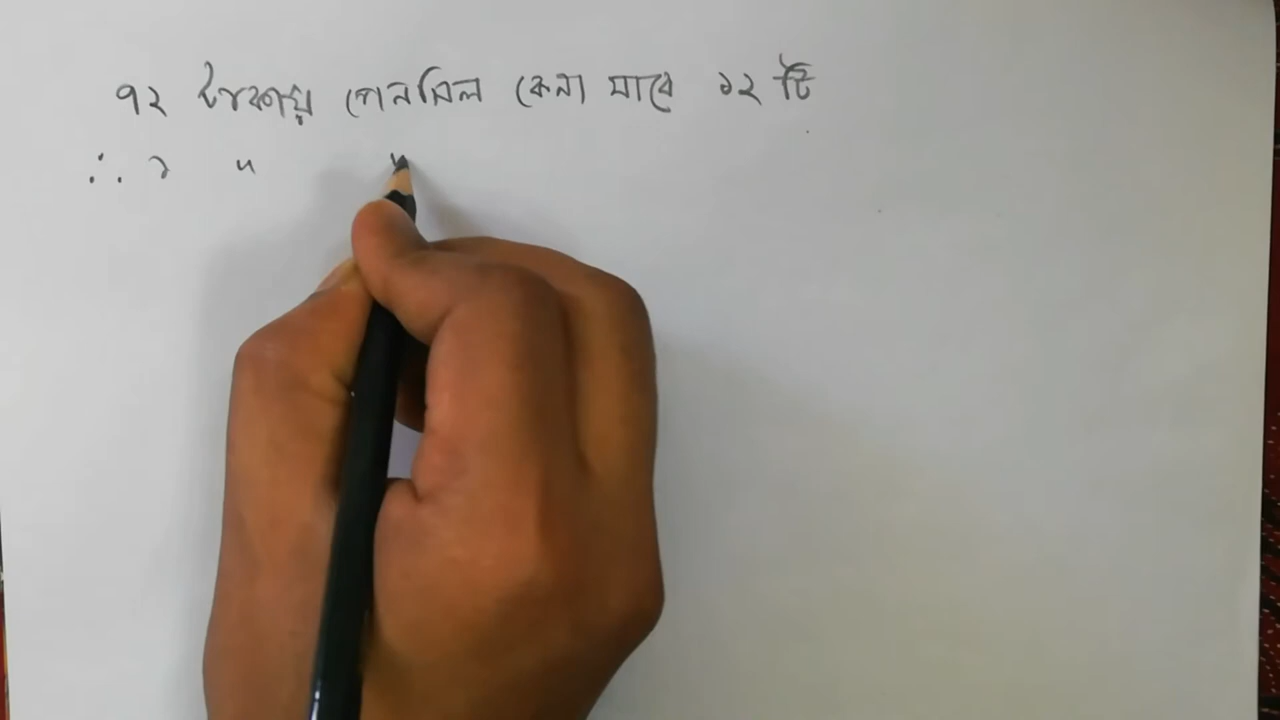 ৭২ টাকায় পেনসিল কেনা যাবে ১২ টি
∴ ১ " "